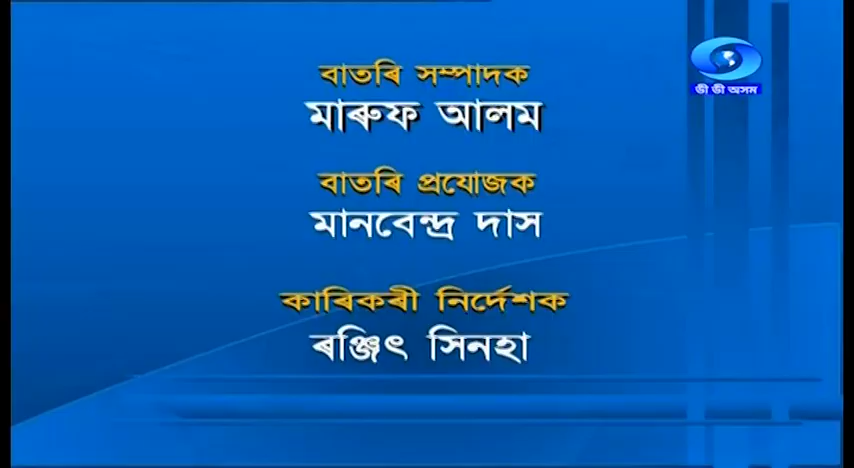 বাতৰি সম্পাদক
মাৰুফ আলম
ডী ডী অসম
বাতৰি প্ৰযোজক
মানবেন্দ্ৰ দাস
কাৰিকৰী নিৰ্দেশক
ৰঞ্জিৎ সিনহা